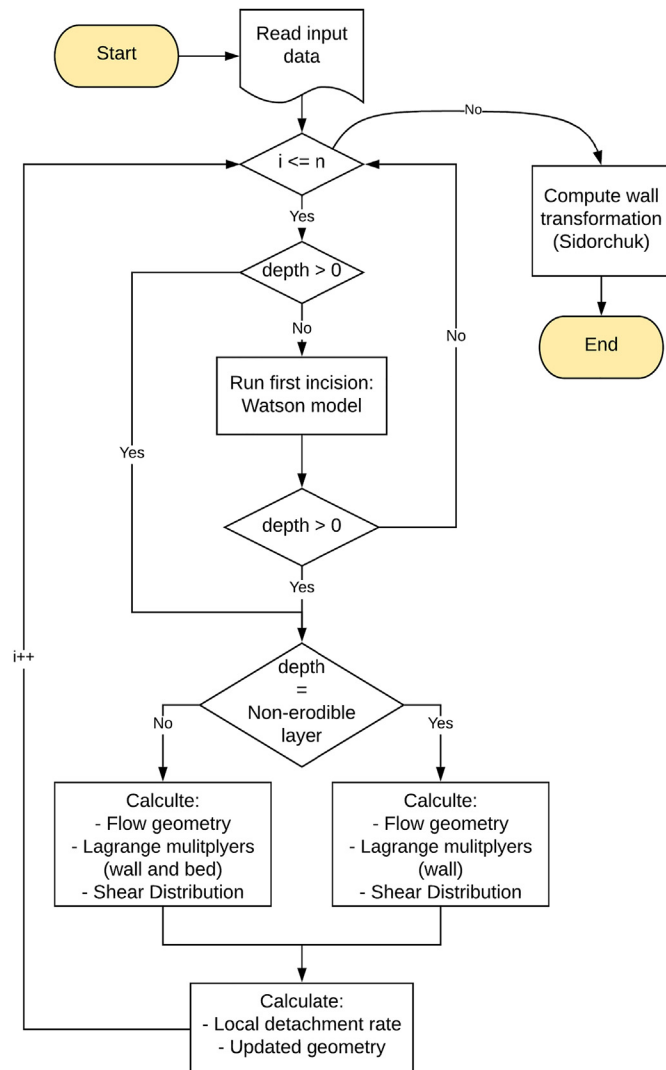 Start
Read input
data
i <= n
No
Compute wall
transformation
(Sidorchuk)
End
Yes
depth > 0
No
Run first incision:
Watson model
No
Yes
depth > 0
Yes
depth
=
Non-erodible
layer
i++
No
Yes
Calculte:
- Flow geometry
- Lagrange mulitplyers
(wall and bed)
- Shear Distribution
Calculte:
- Flow geometry
- Lagrange mulitplyers
(wall)
- Shear Distribution
Calculate:
- Local detachment rate
- Updated geometry